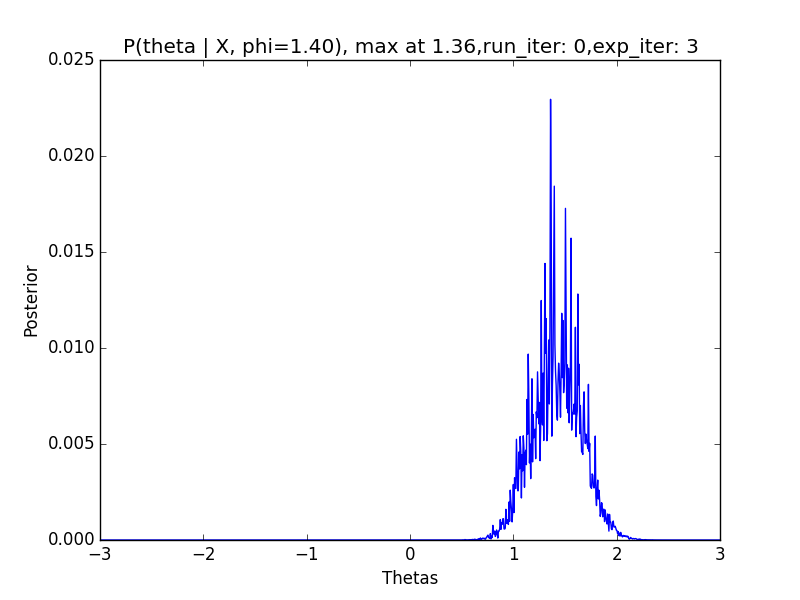 P(theta | X, phi=1.40), max at 1.36,run_iter: 0,exp_iter: 3
0.025
0.020
0.015
0.010
0.005
0.000
Posterior
−3 −2 −1 0 1 2 3
Thetas